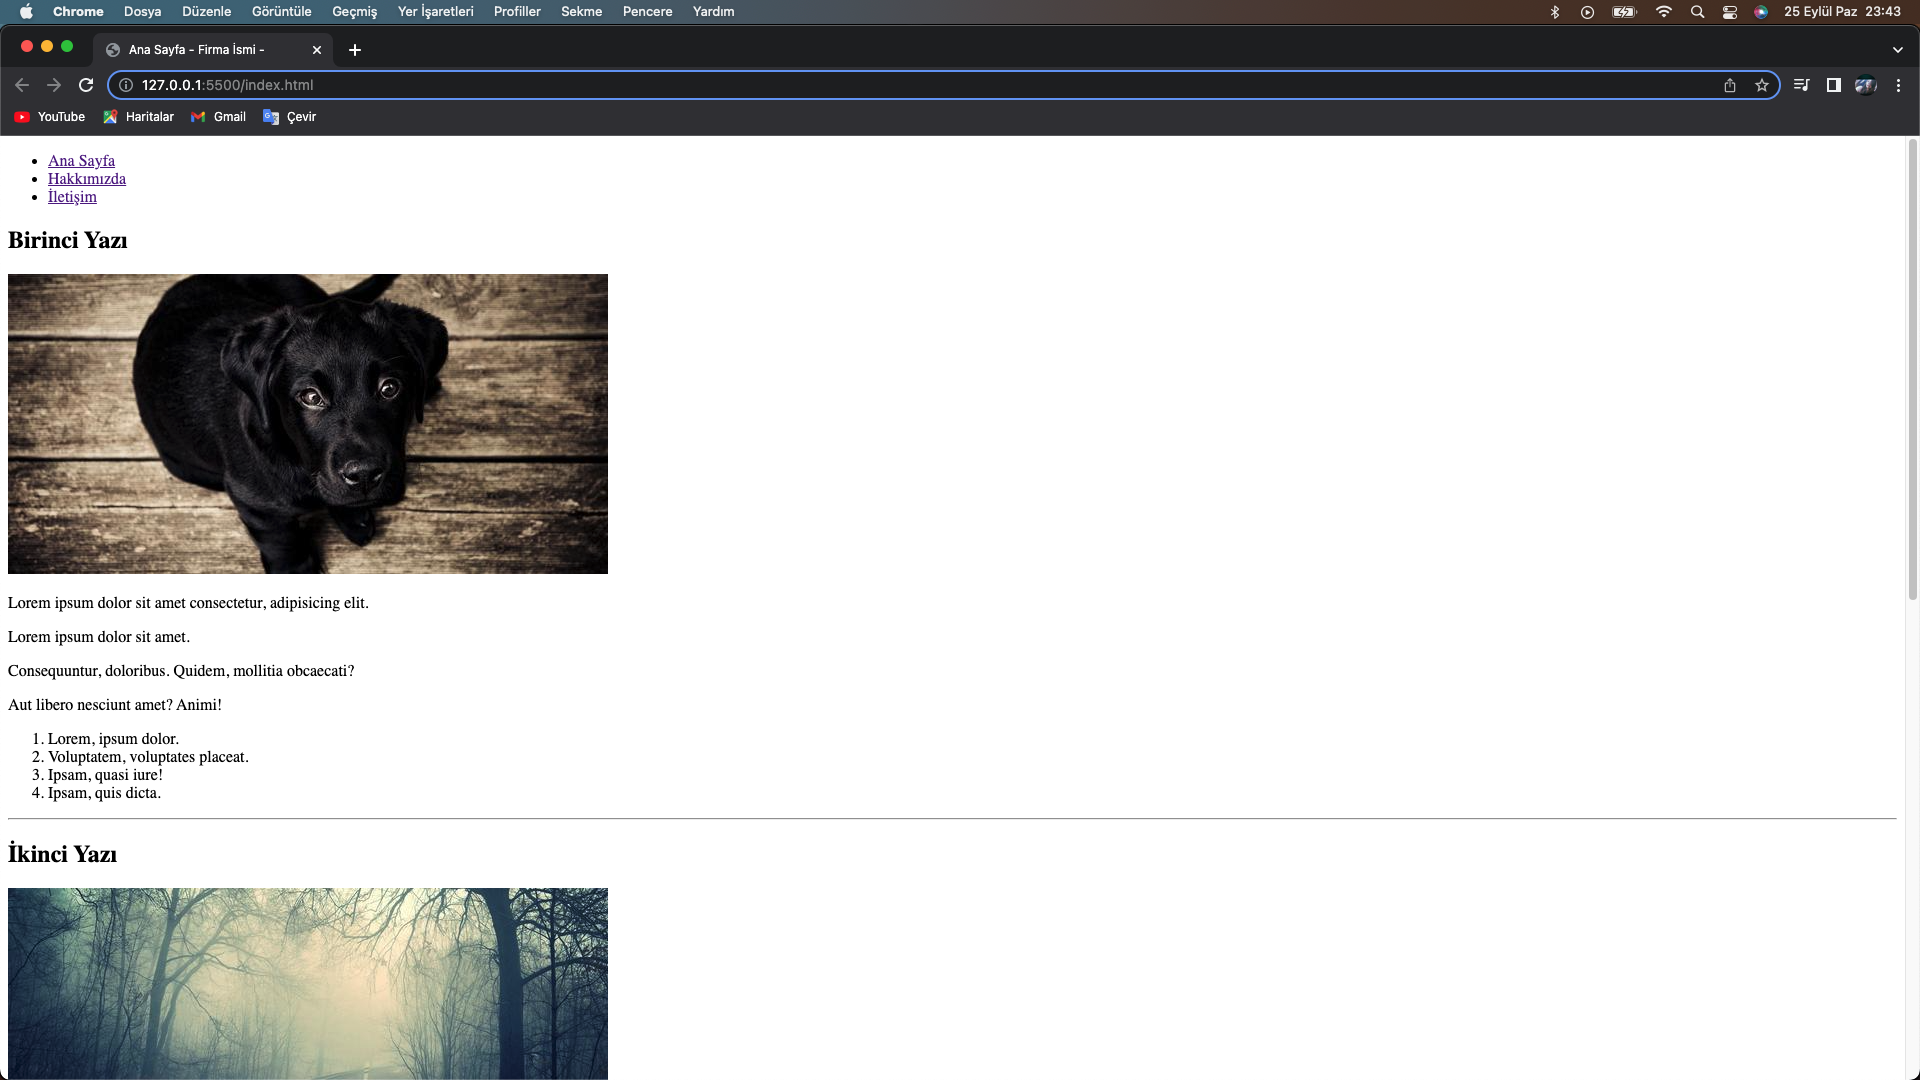 Chrome Dosya Düzenle Görüntüle Geçmiş Yer İşaretleri Profiller Sekme Pencere Yardım 25 Eylül Paz 23:43
Ana Sayfa - Firma İsmi -
127.0.0.1:5500/index.html
YouTube Haritalar Gmail Çevir
Ana Sayfa
Hakkımızda
İletişim
Birinci Yazı
Lorem ipsum dolor sit amet consectetur, adipisicing elit.
Lorem ipsum dolor sit amet.
Consequuntur, doloribus. Quidem, mollitia obcaecati?
Aut libero nesciunt amet? Animi!
1. Lorem, ipsum dolor.
2. Voluptatem, voluptates placeat.
3. Ipsam, quasi iure!
4. Ipsam, quis dicta.
İkinci Yazı